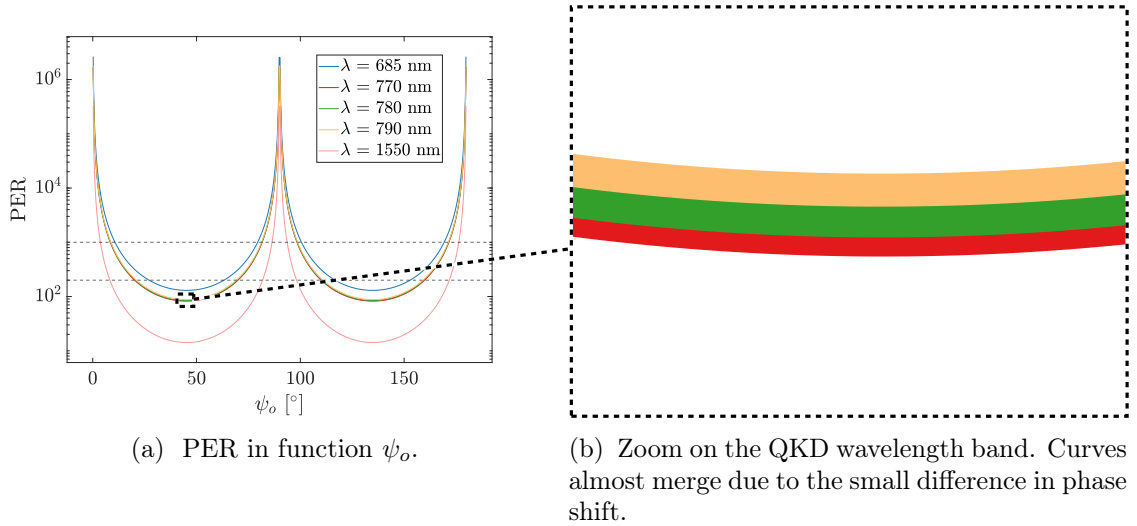 10^6
10^4
10^2
PER
λ = 685 nm
λ = 770 nm
λ = 780 nm
λ = 790 nm
λ = 1550 nm
0
50
100
150
ψ_o [°]
(a) PER in function ψ_o.
(b) Zoom on the QKD wavelength band. Curves
almost merge due to the small difference in phase
shift.